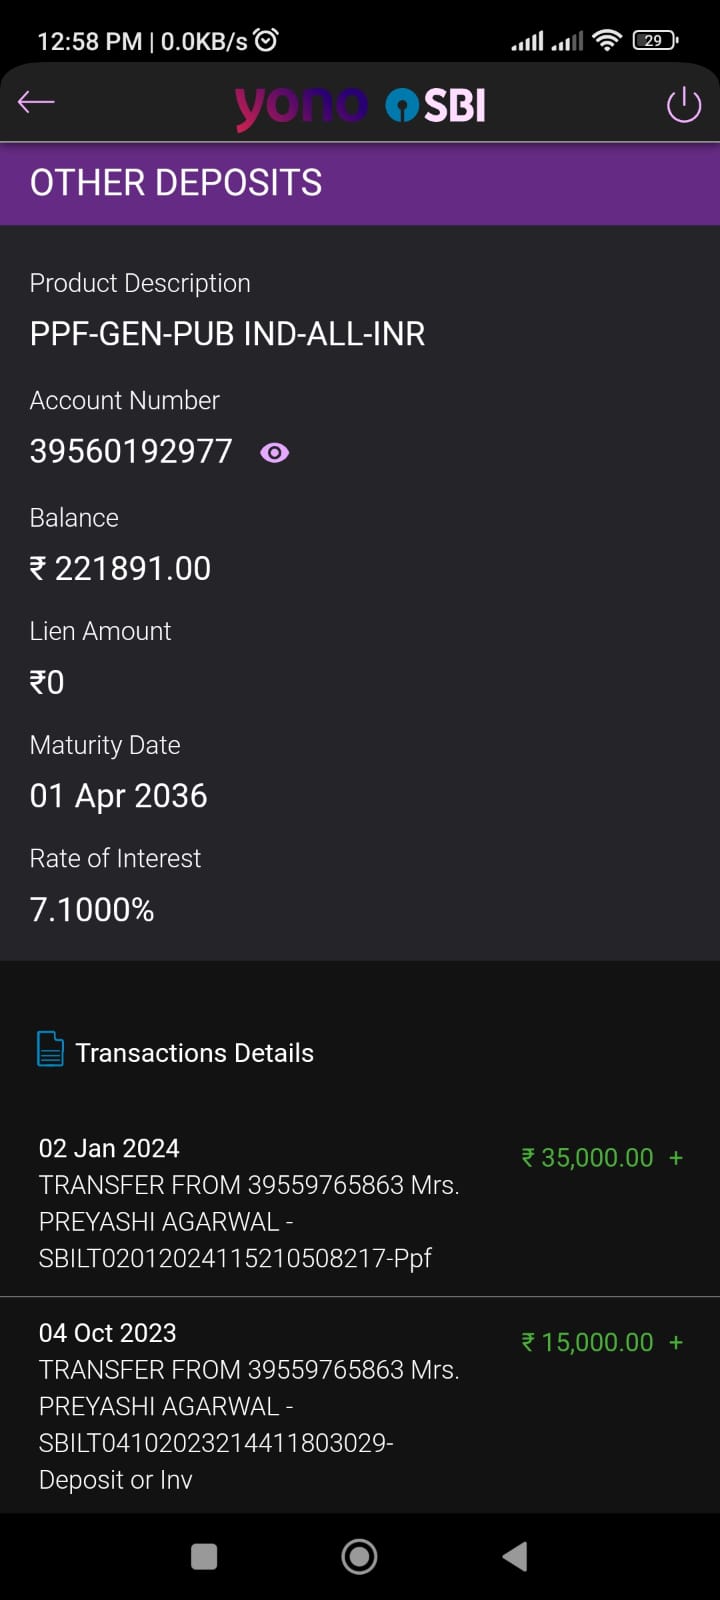 12:58 PM | 0.0KB/s
29
yono SBI
OTHER DEPOSITS
Product Description
PPF-GEN-PUB IND-ALL-INR
Account Number
39560192977
Balance
₹ 221891.00
Lien Amount
₹0
Maturity Date
01 Apr 2036
Rate of Interest
7.1000%
Transactions Details
02 Jan 2024
₹ 35,000.00 +
TRANSFER FROM 39559765863 Mrs.
PREYASHI AGARWAL -
SBILT02012024115210508217-Ppf
04 Oct 2023
₹ 15,000.00 +
TRANSFER FROM 39559765863 Mrs.
PREYASHI AGARWAL -
SBILT04102023214411803029-
Deposit or Inv